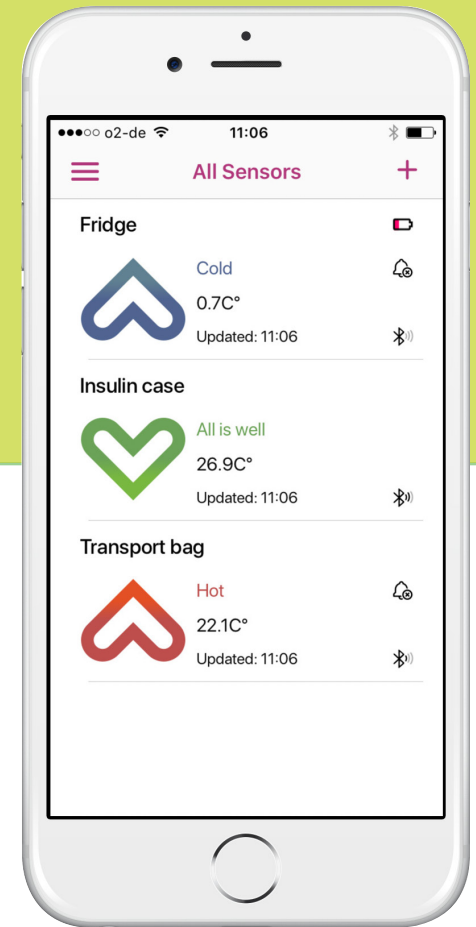 o2-de 11:06
All Sensors
Fridge
Cold
0.7C°
Updated: 11:06
Insulin case
All is well
26.9C°
Updated: 11:06
Transport bag
Hot
22.1C°
Updated: 11:06